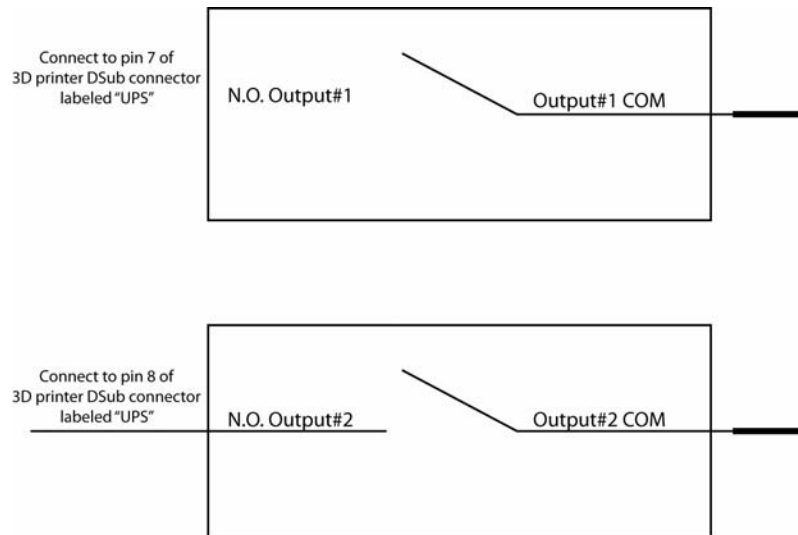 Connect to pin 7 of
3D printer DSub connector
labeled "UPS"
N.O. Output#1
Output#1 COM
Connect to pin 8 of
3D printer DSub connector
labeled "UPS"
N.O. Output#2
Output#2 COM